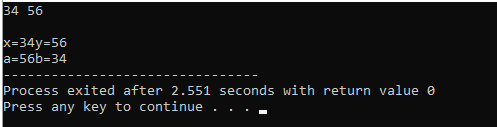 34 56
x=34y=56
a=56b=34
--------------------------------
Process exited after 2.551 seconds with return value 0
Press any key to continue . . .